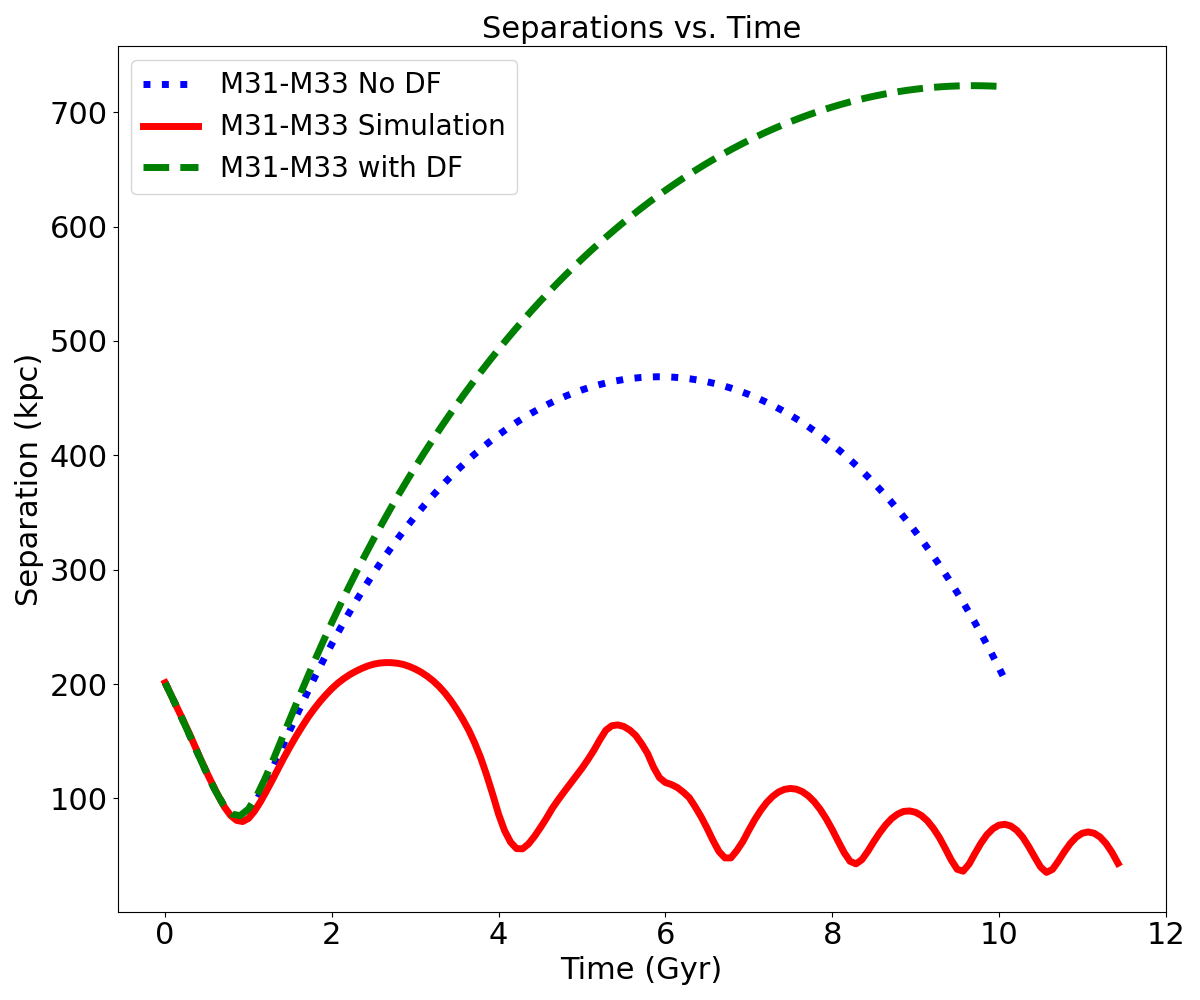 Separations vs. Time
M31-M33 No DF
M31-M33 Simulation
M31-M33 with DF
700
600
500
400
300
200
100
Separation (kpc)
0 2 4 6 8 10 12
Time (Gyr)